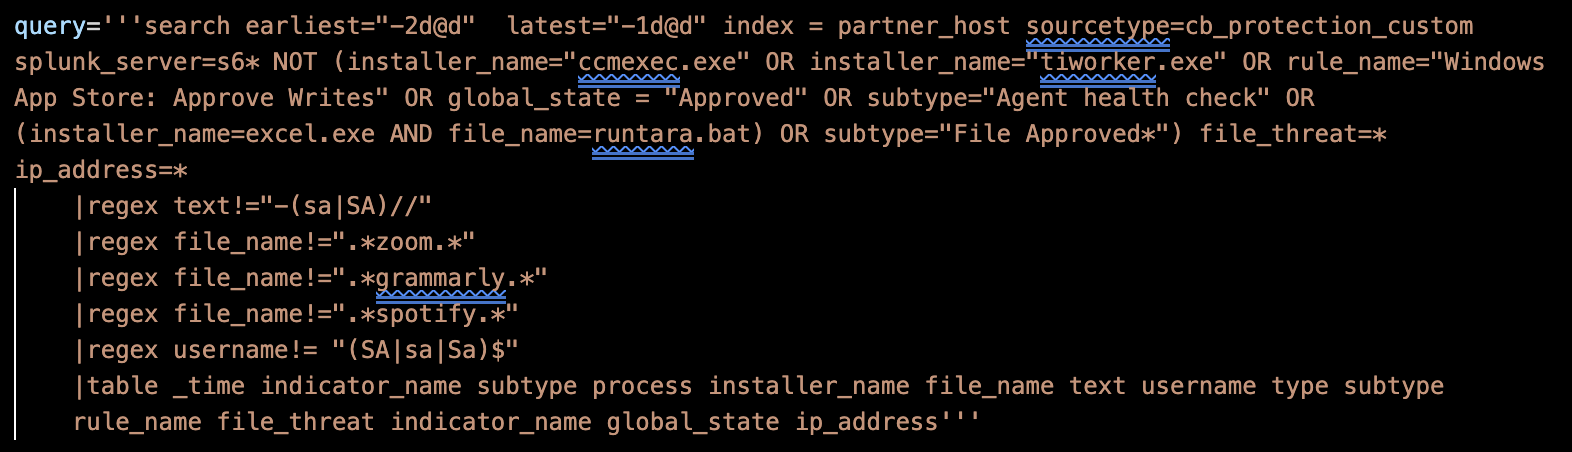 query='''search earliest="-2d@d"  latest="-1d@d" index = partner_host sourcetype=cb_protection_custom
splunk_server=s6* NOT (installer_name="ccmexec.exe" OR installer_name="tiworker.exe" OR rule_name="Windows
App Store: Approve Writes" OR global_state = "Approved" OR subtype="Agent health check" OR
(installer_name=excel.exe AND file_name=runtara.bat) OR subtype="File Approved*") file_threat=*
ip_address=*
|regex text!="-(sa|SA)//"
|regex file_name!=".*zoom.*"
|regex file_name!=".*grammarly.*"
|regex file_name!=".*spotify.*"
|regex username!= "(SA|sa|Sa)$"
|table _time indicator_name subtype process installer_name file_name text username type subtype
rule_name file_threat indicator_name global_state ip_address'''